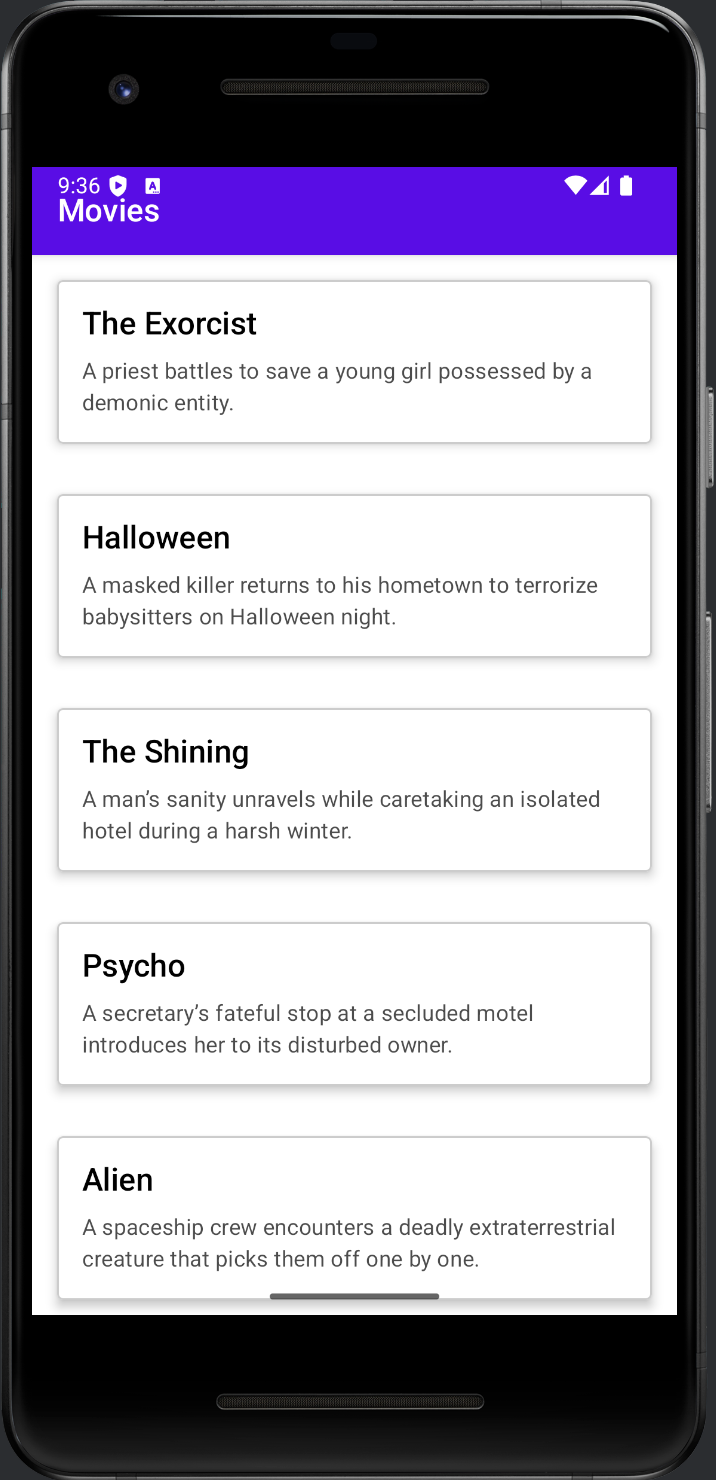 9:36
Movies
The Exorcist
A priest battles to save a young girl possessed by a
demonic entity.
Halloween
A masked killer returns to his hometown to terrorize
babysitters on Halloween night.
The Shining
A man’s sanity unravels while caretaking an isolated
hotel during a harsh winter.
Psycho
A secretary’s fateful stop at a secluded motel
introduces her to its disturbed owner.
Alien
A spaceship crew encounters a deadly extraterrestrial
creature that picks them off one by one.